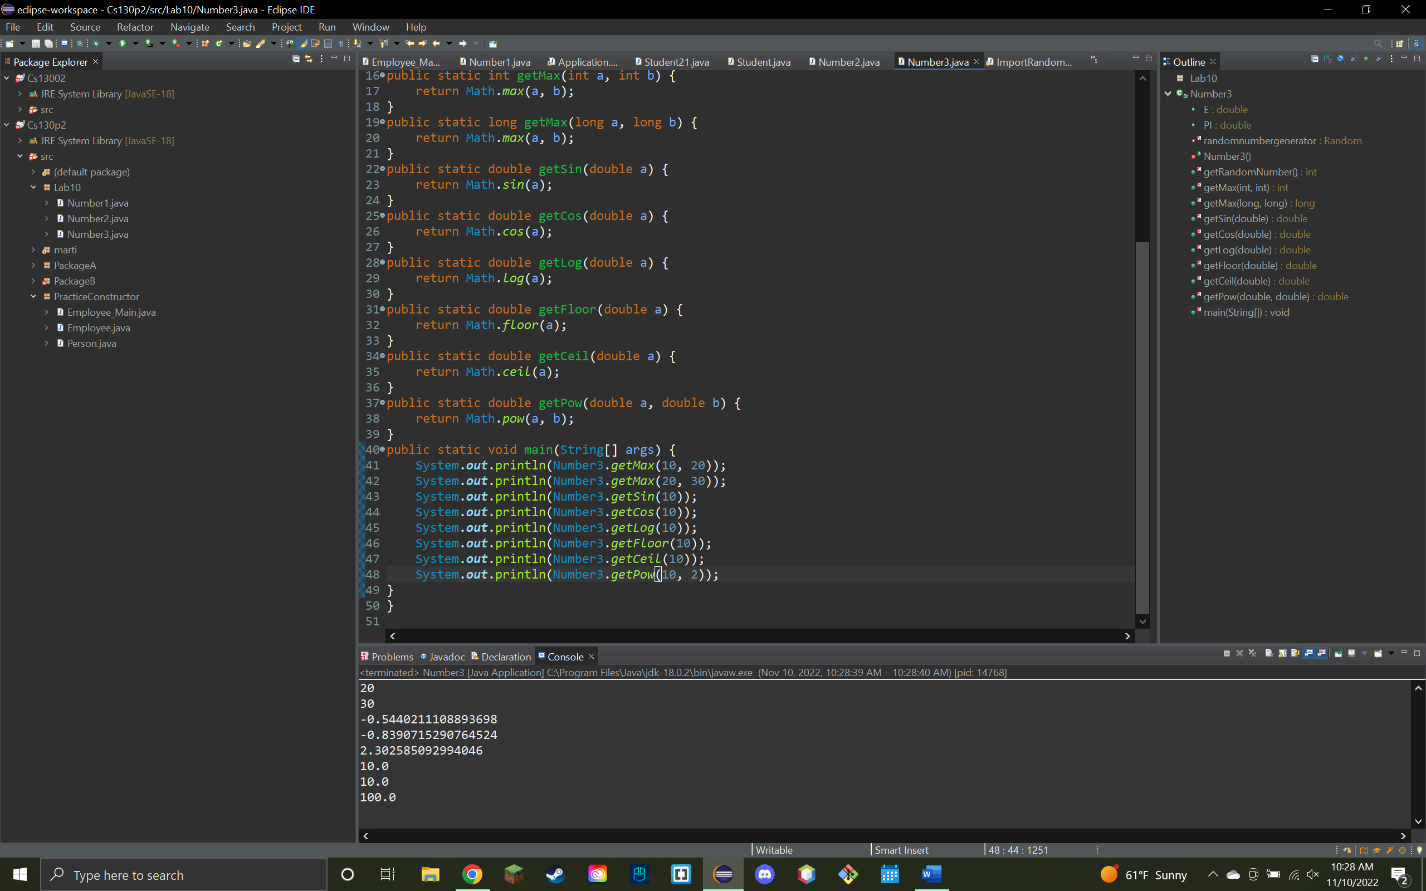 eclipse-workspace - Cs130p2/src/Lab10/Number3.java - Eclipse IDE
File Edit Source Refactor Navigate Search Project Run Window Help
Package Explorer
Cs13002
JRE System Library [JavaSE-18]
src
Cs130p2
JRE System Library [JavaSE-18]
src
(default package)
Lab10
Number1.java
Number2.java
Number3.java
marti
PackageA
PackageB
PracticeConstructor
Employee_Main.java
Employee.java
Person.java
Employee_Ma... Number1.java Application.... Student21.java Student.java Number2.java Number3.java ImportRandom...
16 public static int getMax(int a, int b) {
17 return Math.max(a, b);
18 }
19 public static long getMax(long a, long b) {
20 return Math.max(a, b);
21 }
22 public static double getSin(double a) {
23 return Math.sin(a);
24 }
25 public static double getCos(double a) {
26 return Math.cos(a);
27 }
28 public static double getLog(double a) {
29 return Math.log(a);
30 }
31 public static double getFloor(double a) {
32 return Math.floor(a);
33 }
34 public static double getCeil(double a) {
35 return Math.ceil(a);
36 }
37 public static double getPow(double a, double b) {
38 return Math.pow(a, b);
39 }
40 public static void main(String[] args) {
41 System.out.println(Number3.getMax(10, 20));
42 System.out.println(Number3.getMax(20, 30));
43 System.out.println(Number3.getSin(10));
44 System.out.println(Number3.getCos(10));
45 System.out.println(Number3.getLog(10));
46 System.out.println(Number3.getFloor(10));
47 System.out.println(Number3.getCeil(10));
48 System.out.println(Number3.getPow(10, 2));
49 }
50 }
51
Outline
Lab10
Number3
E : double
PI : double
randomnumbergenerator : Random
Number3()
getRandomNumber() : int
getMax(int, int) : int
getMax(long, long) : long
getSin(double) : double
getCos(double) : double
getLog(double) : double
getFloor(double) : double
getCeil(double) : double
getPow(double, double) : double
main(String[]) : void
Problems Javadoc Declaration Console
<terminated> Number3 [Java Application] C:\Program Files\Java\jdk-18.0.2\bin\javaw.exe (Nov 10, 2022, 10:28:39 AM – 10:28:40 AM) [pid: 14768]
20
30
-0.5440211108893698
-0.8390715290764524
2.302585092994046
10.0
10.0
100.0
Writable Smart Insert 48 : 44 : 1251
Type here to search
61°F Sunny
10:28 AM
11/10/2022
2